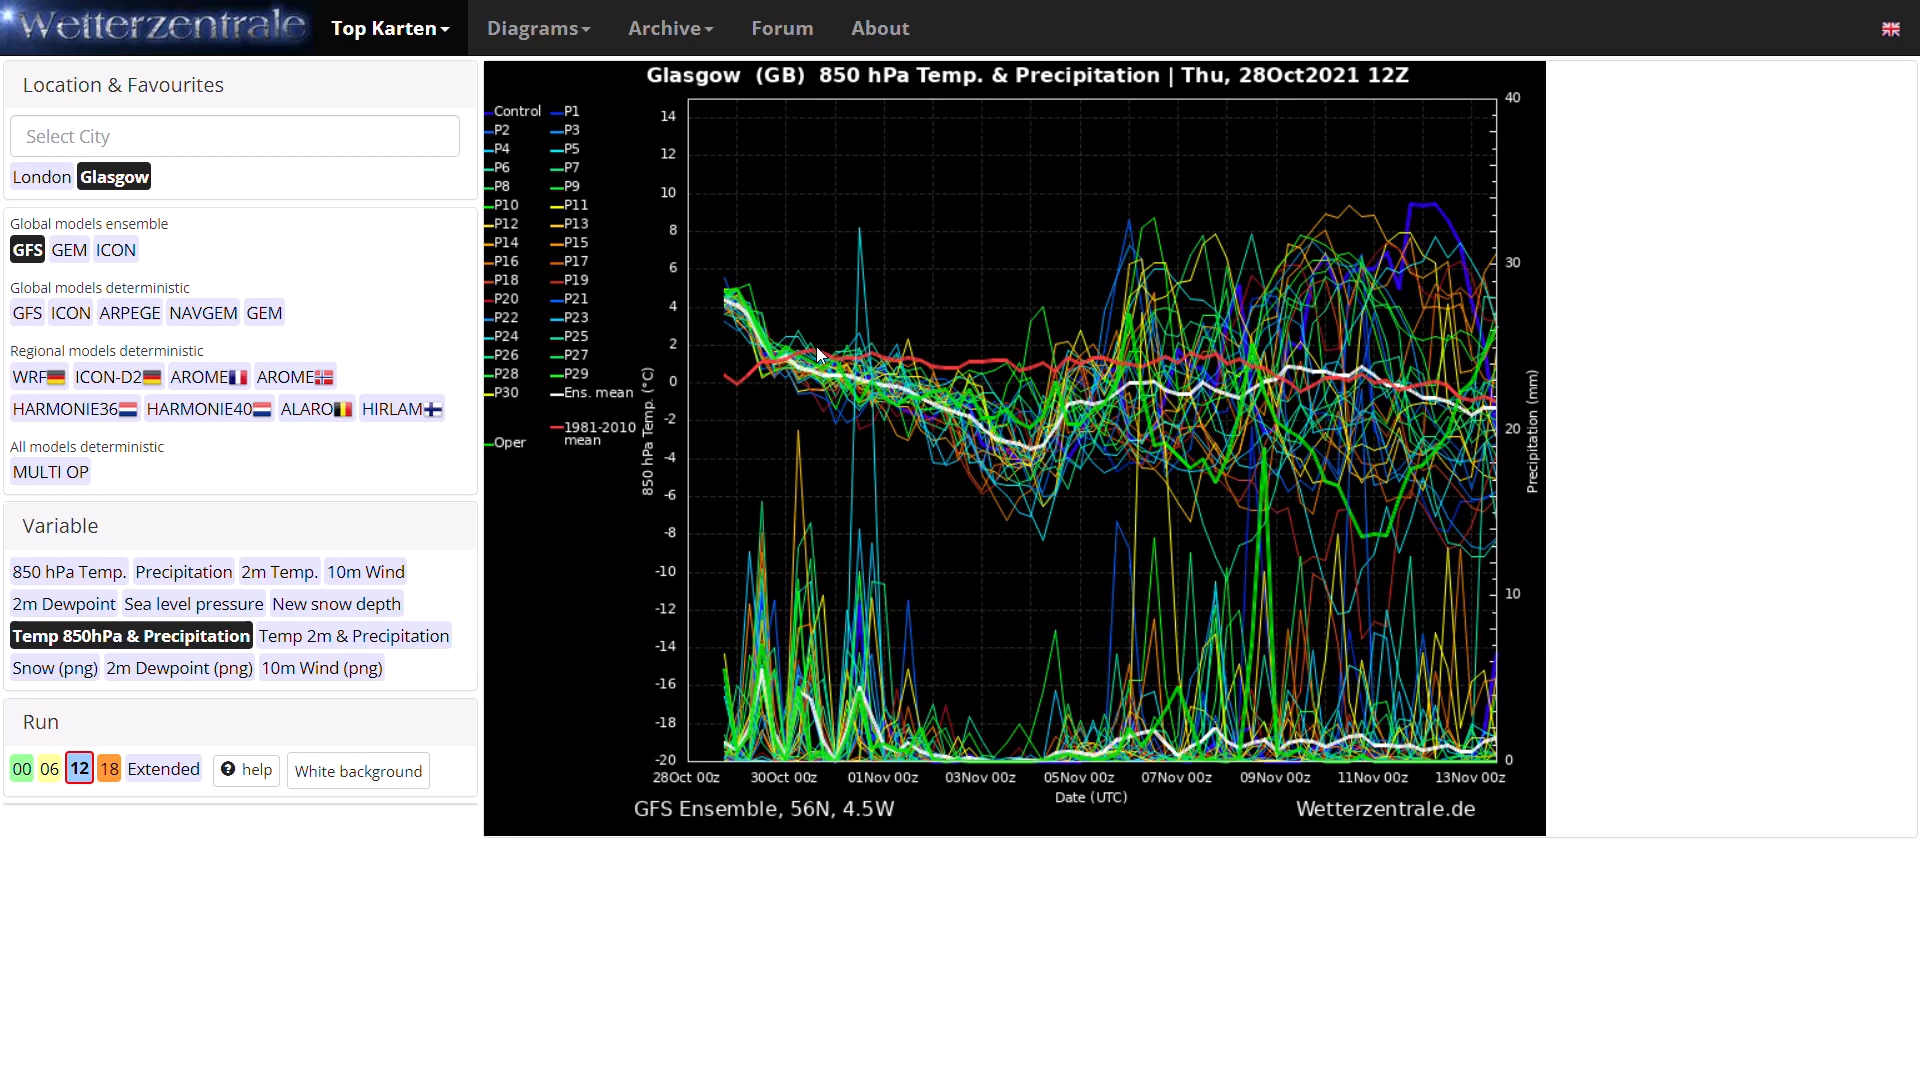 Wetterzentrale
Top Karten Diagrams Archive Forum About
Location & Favourites
Select City
London Glasgow
Global models ensemble
GFS GEM ICON
Global models deterministic
GFS ICON ARPEGE NAVGEM GEM
Regional models deterministic
WRF ICON-D2 AROME AROME
HARMONIE36 HARMONIE40 ALARO HIRLAM
All models deterministic
MULTI OP
Variable
850 hPa Temp. Precipitation 2m Temp. 10m Wind
2m Dewpoint Sea level pressure New snow depth
Temp 850hPa & Precipitation Temp 2m & Precipitation
Snow (png) 2m Dewpoint (png) 10m Wind (png)
Run
00 06 12 18 Extended help White background
Glasgow (GB) 850 hPa Temp. & Precipitation | Thu, 28Oct2021 12Z
Control P1
P2 P3
P4 P5
P6 P7
P8 P9
P10 P11
P12 P13
P14 P15
P16 P17
P18 P19
P20 P21
P22 P23
P24 P25
P26 P27
P28 P29
P30 Ens. mean
Oper 1981-2010
mean
850 hPa Temp. (°C)
14
12
10
8
6
4
2
0
-2
-4
-6
-8
-10
-12
-14
-16
-18
-20
40
30
20
10
0
Precipitation (mm)
28Oct 00z 30Oct 00z 01Nov 00z 03Nov 00z 05Nov 00z 07Nov 00z 09Nov 00z 11Nov 00z 13Nov 00z
Date (UTC)
GFS Ensemble, 56N, 4.5W Wetterzentrale.de